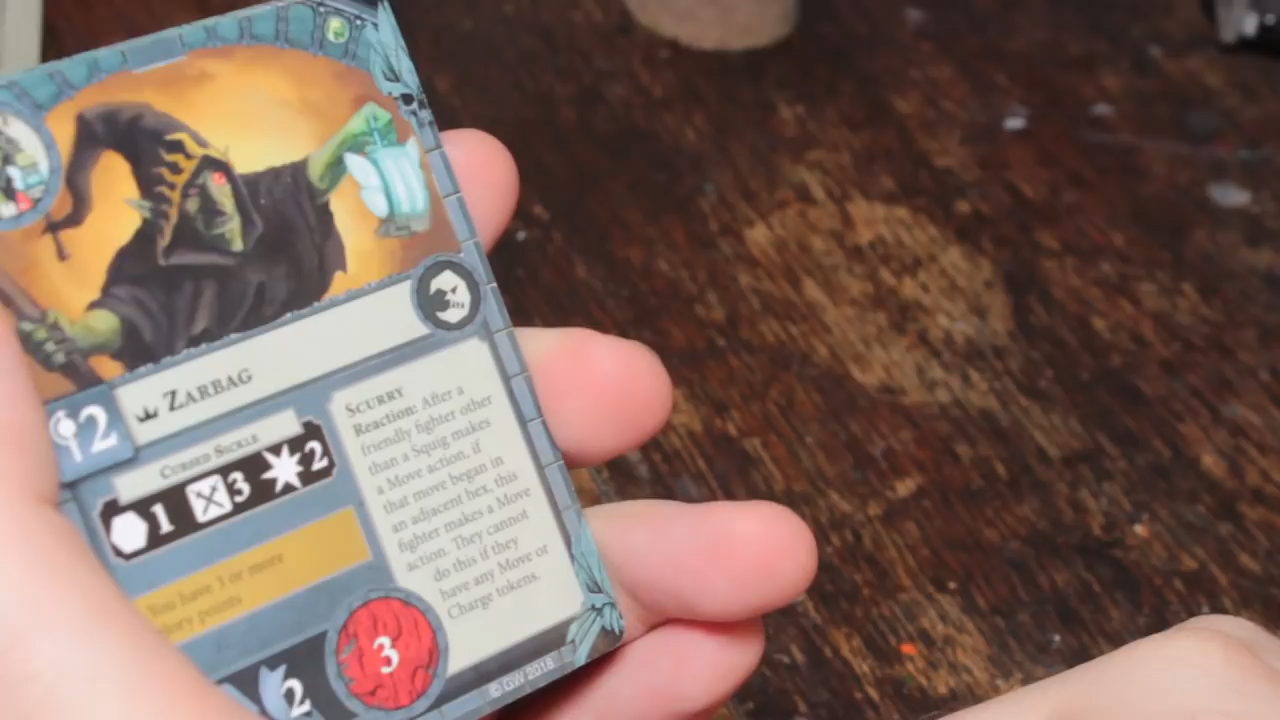 ZARBAG
2
CURSED SICKLE
1 3 2
You have 3 or more
glory points
2
3
SCURRY
Reaction: After a
friendly fighter other
than a Squig makes
a Move action, if
that move began in
an adjacent hex, this
fighter makes a Move
action. They cannot
do this if they
have any Move or
Charge tokens.
© GW 2018